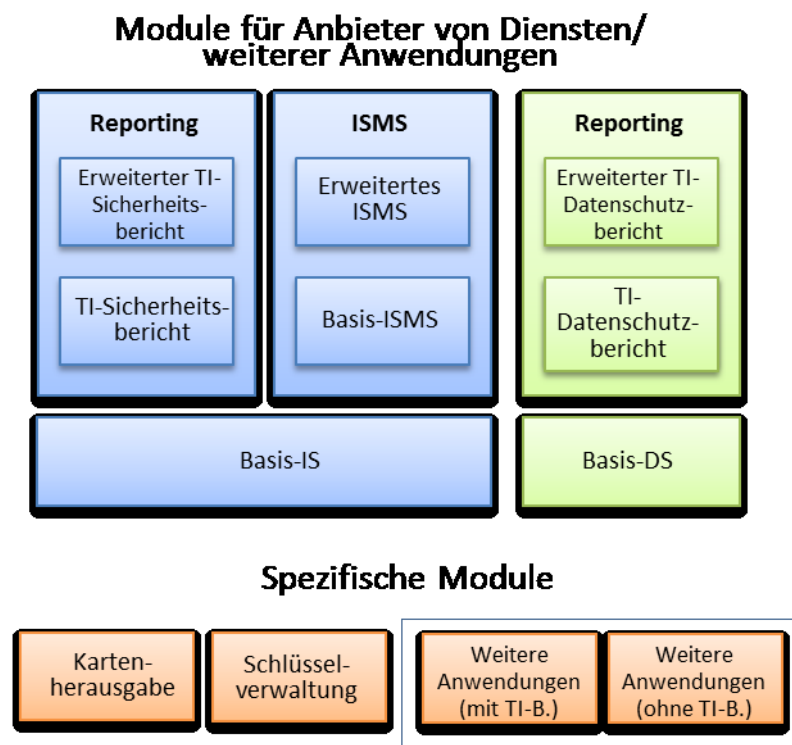 Module für Anbieter von Diensten/
weiterer Anwendungen
Reporting
Erweiterter TI-
Sicherheits-
bericht
TI-Sicherheits-
bericht
ISMS
Erweitertes
ISMS
Basis-ISMS
Reporting
Erweiterter TI-
Datenschutz-
bericht
TI-
Datenschutz-
bericht
Basis-IS
Basis-DS
Spezifische Module
Karten-
herausgabe
Schlüssel-
verwaltung
Weitere
Anwendungen
(mit TI-B.)
Weitere
Anwendungen
(ohne TI-B.)